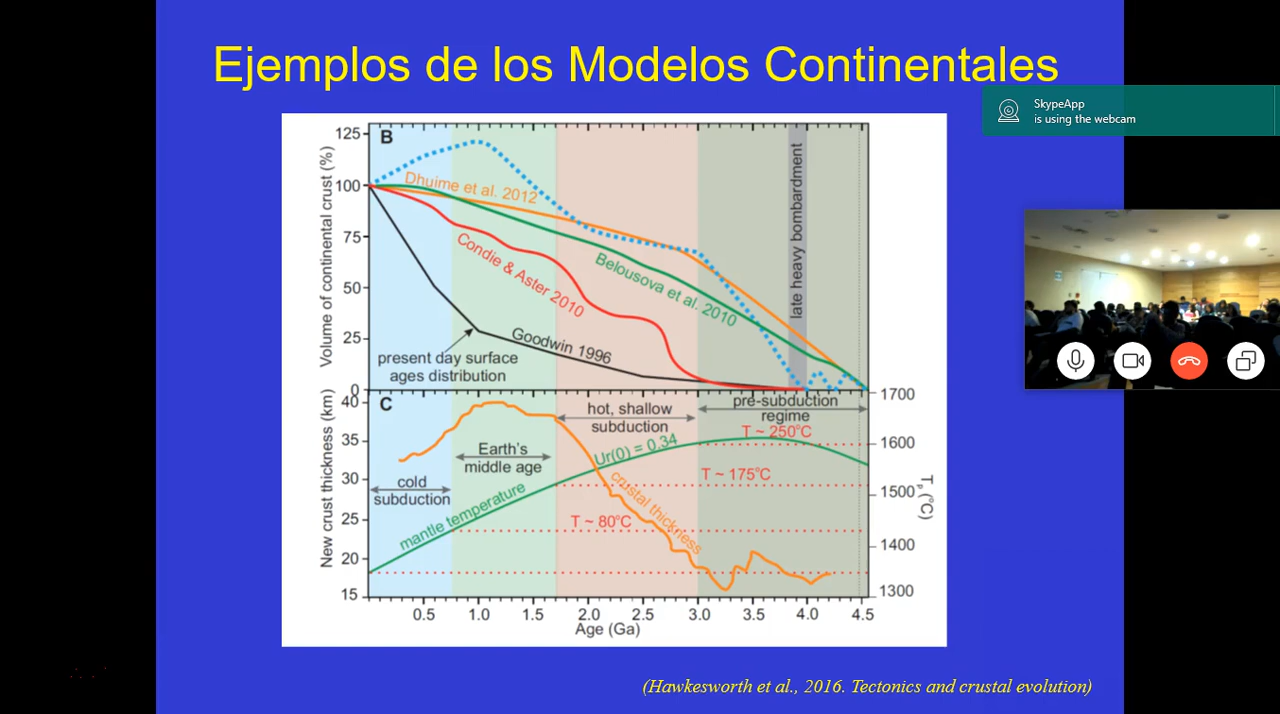 Ejemplos de los Modelos Continentales
SkypeApp
is using the webcam
B
Volume of continental crust (%)
125
100
75
50
25
0
Dhuime et al. 2012
Condie & Aster 2010
Belousova et al. 2010
Goodwin 1996
present day surface
ages distribution
late heavy bombardment
C
New crust thickness (km)
40
35
30
25
20
15
cold
subduction
Earth's
middle age
hot, shallow
subduction
pre-subduction
regime
mantle temperature
Ur(0) = 0.34
crustal thickness
T ~ 250°C
T ~ 175°C
T ~ 80°C
1700
1600
1500
1400
1300
Tp (°C)
0.5 1.0 1.5 2.0 2.5 3.0 3.5 4.0 4.5
Age (Ga)
(Hawkesworth et al., 2016. Tectonics and crustal evolution)